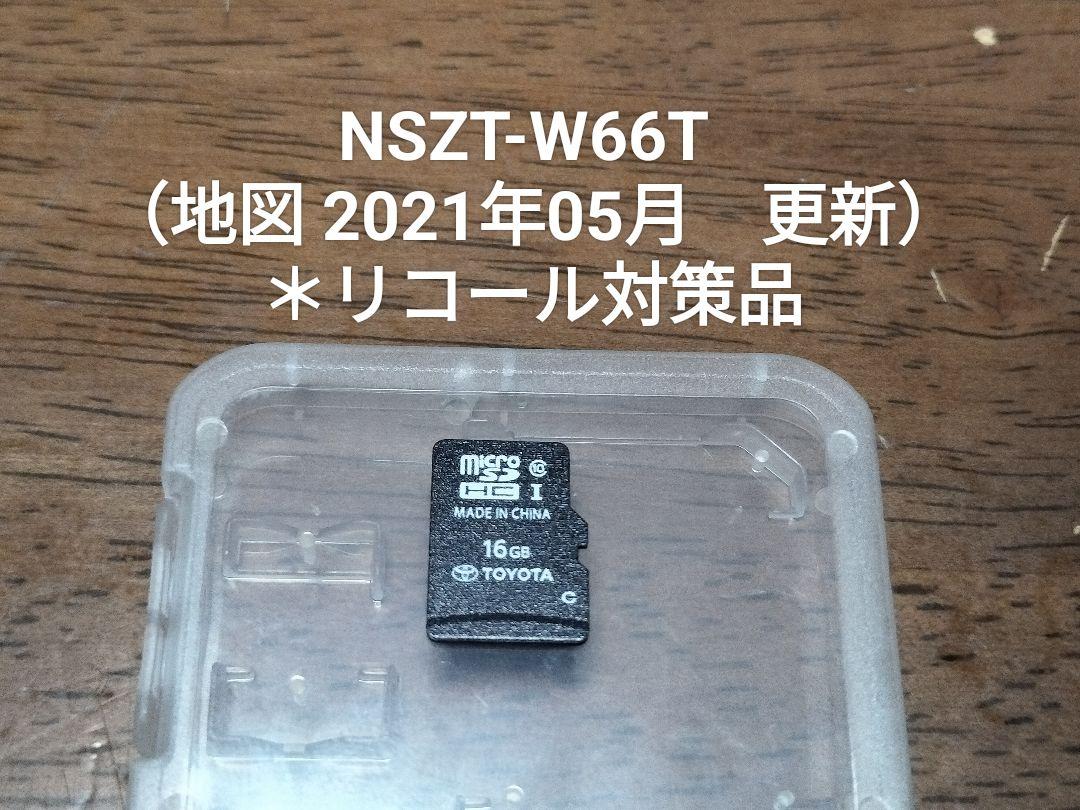 NSZT-W66T
（地図 2021年05月　更新）
＊リコール対策品
micro
SD
HC I
10
MADE IN CHINA
16GB
TOYOTA
G